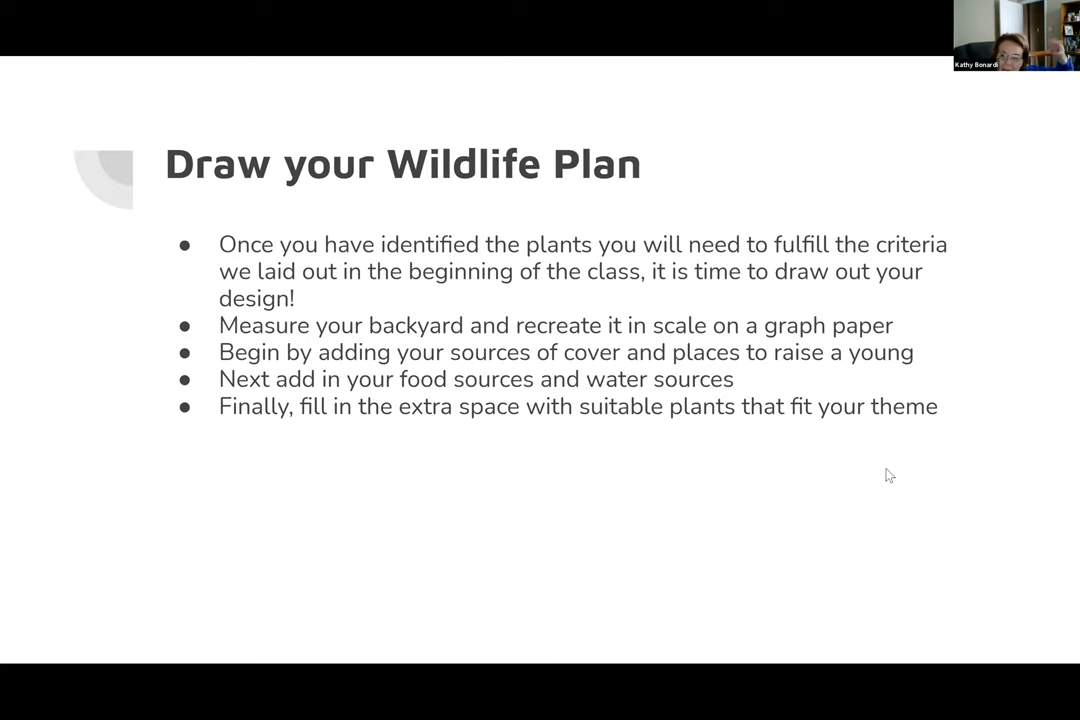 Kathy Bonardi
Draw your Wildlife Plan
● Once you have identified the plants you will need to fulfill the criteria
we laid out in the beginning of the class, it is time to draw out your
design!
● Measure your backyard and recreate it in scale on a graph paper
● Begin by adding your sources of cover and places to raise a young
● Next add in your food sources and water sources
● Finally, fill in the extra space with suitable plants that fit your theme